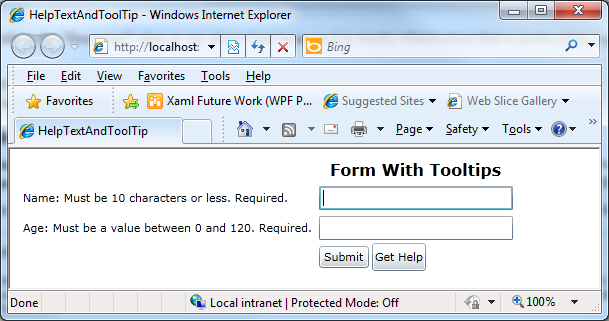 HelpTextAndToolTip - Windows Internet Explorer
http://localhost: Bing
File Edit View Favorites Tools Help
Favorites Xaml Future Work (WPF P... Suggested Sites Web Slice Gallery
HelpTextAndToolTip Page Safety Tools
Form With Tooltips
Name: Must be 10 characters or less. Required.
Age: Must be a value between 0 and 120. Required.
Submit Get Help
Done Local intranet | Protected Mode: Off 100%